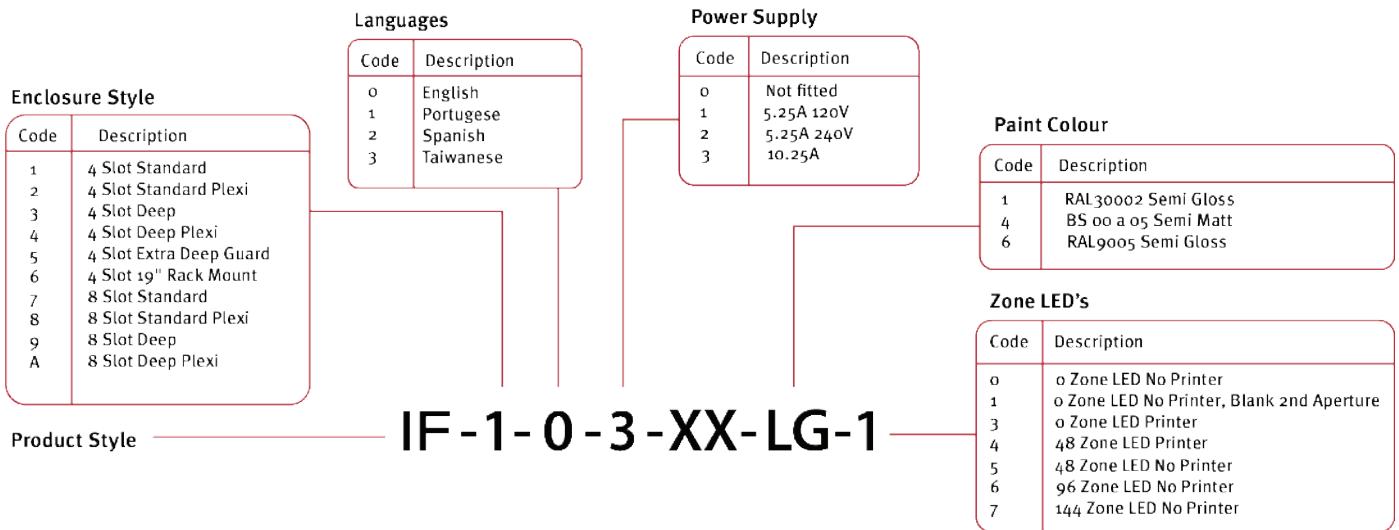 Languages
Code Description
0 English
1 Portugese
2 Spanish
3 Taiwanese
Power Supply
Code Description
0 Not fitted
1 5.25A 120V
2 5.25A 240V
3 10.25A
Enclosure Style
Code Description
1 4 Slot Standard
2 4 Slot Standard Plexi
3 4 Slot Deep
4 4 Slot Deep Plexi
5 4 Slot Extra Deep Guard
6 4 Slot 19" Rack Mount
7 8 Slot Standard
8 8 Slot Standard Plexi
9 8 Slot Deep
A 8 Slot Deep Plexi
Paint Colour
Code Description
1 RAL30002 Semi Gloss
4 BS 00 a 05 Semi Matt
6 RAL9005 Semi Gloss
Zone LED's
Code Description
0 0 Zone LED No Printer
1 0 Zone LED No Printer, Blank 2nd Aperture
3 0 Zone LED Printer
4 48 Zone LED Printer
5 48 Zone LED No Printer
6 96 Zone LED No Printer
7 144 Zone LED No Printer
Product Style
IF-1-0-3-XX-LG-1